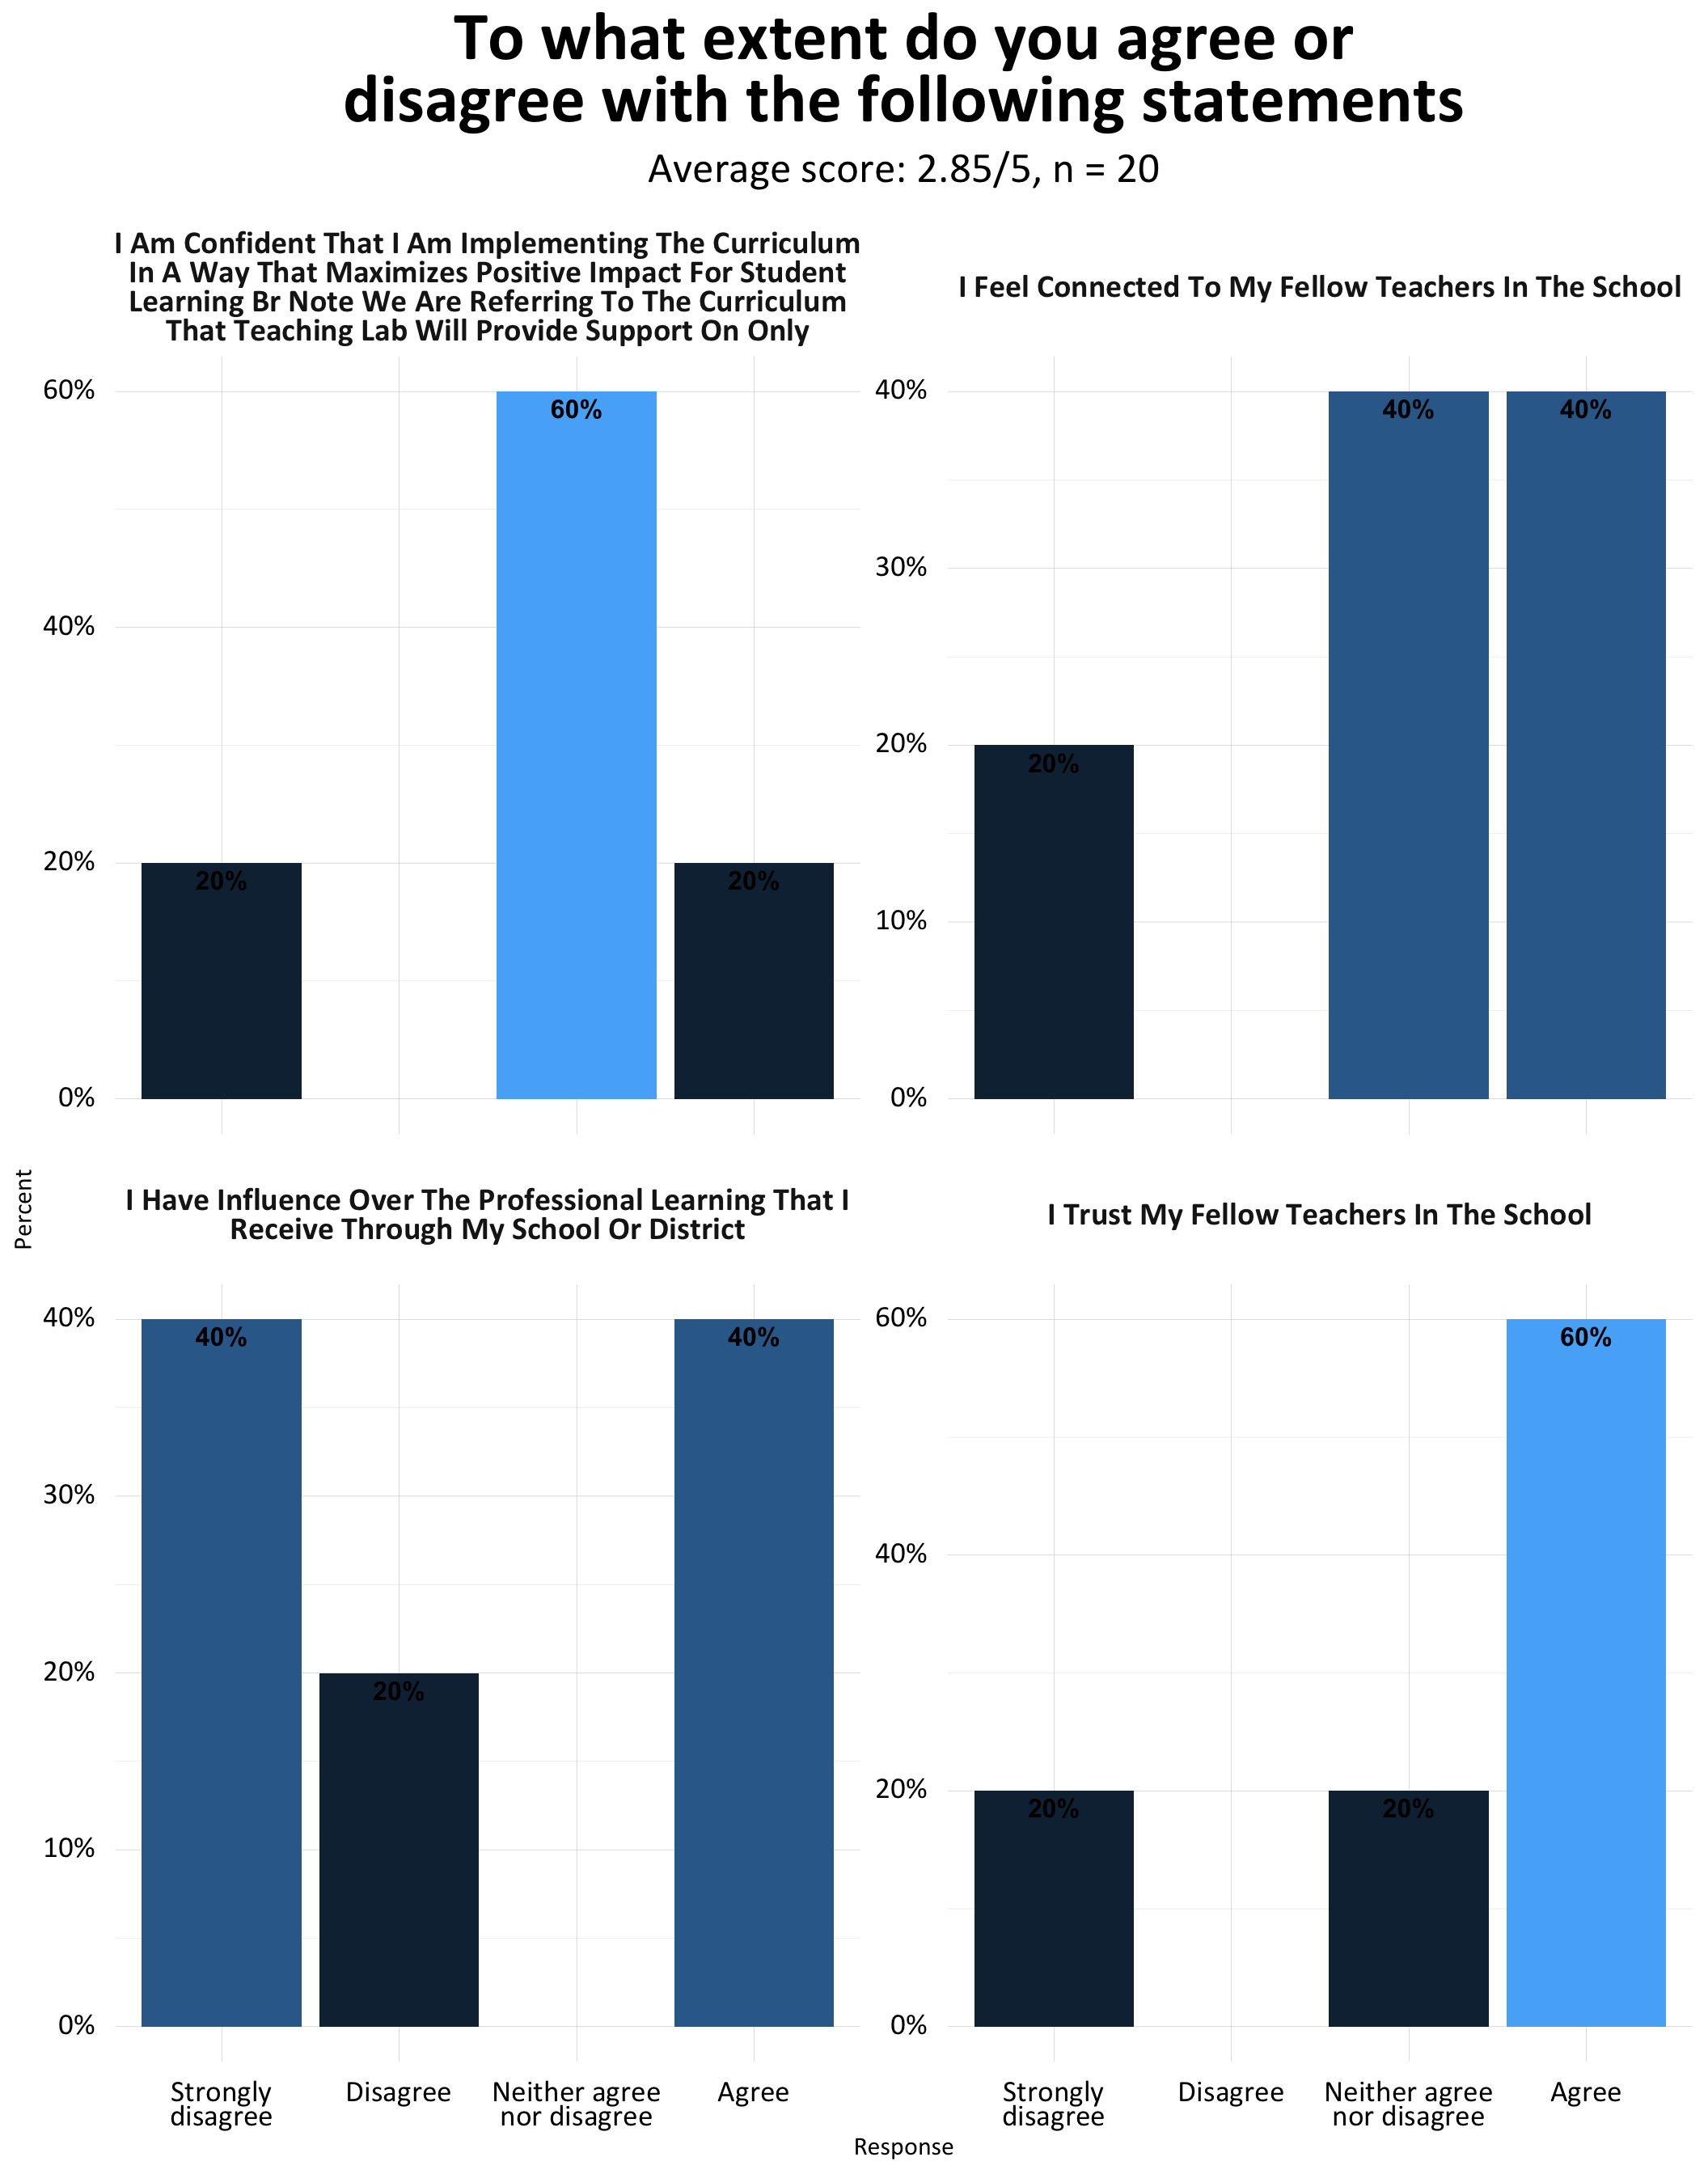 To what extent do you agree or
disagree with the following statements
Average score: 2.85/5, n = 20
I Am Confident That I Am Implementing The Curriculum
In A Way That Maximizes Positive Impact For Student
Learning Br Note We Are Referring To The Curriculum
That Teaching Lab Will Provide Support On Only
60%
40%
20%
0%
20%
60%
20%
I Feel Connected To My Fellow Teachers In The School
40%
30%
20%
10%
0%
20%
40%
40%
Percent
I Have Influence Over The Professional Learning That I
Receive Through My School Or District
40%
30%
20%
10%
0%
40%
20%
40%
Strongly
disagree
Disagree
Neither agree
nor disagree
Agree
I Trust My Fellow Teachers In The School
60%
40%
20%
0%
20%
20%
60%
Strongly
disagree
Disagree
Neither agree
nor disagree
Agree
Response